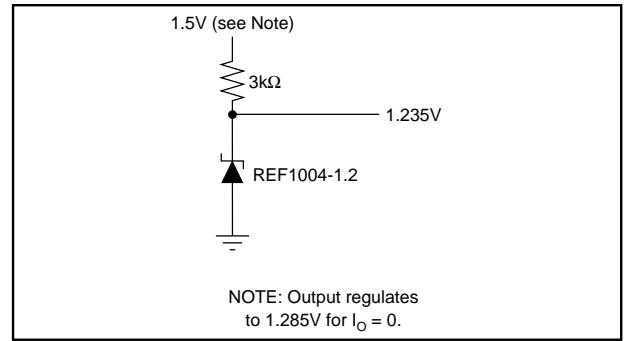 1.5V (see Note)
3kΩ
1.235V
REF1004-1.2
NOTE: Output regulates
to 1.285V for I_O = 0.